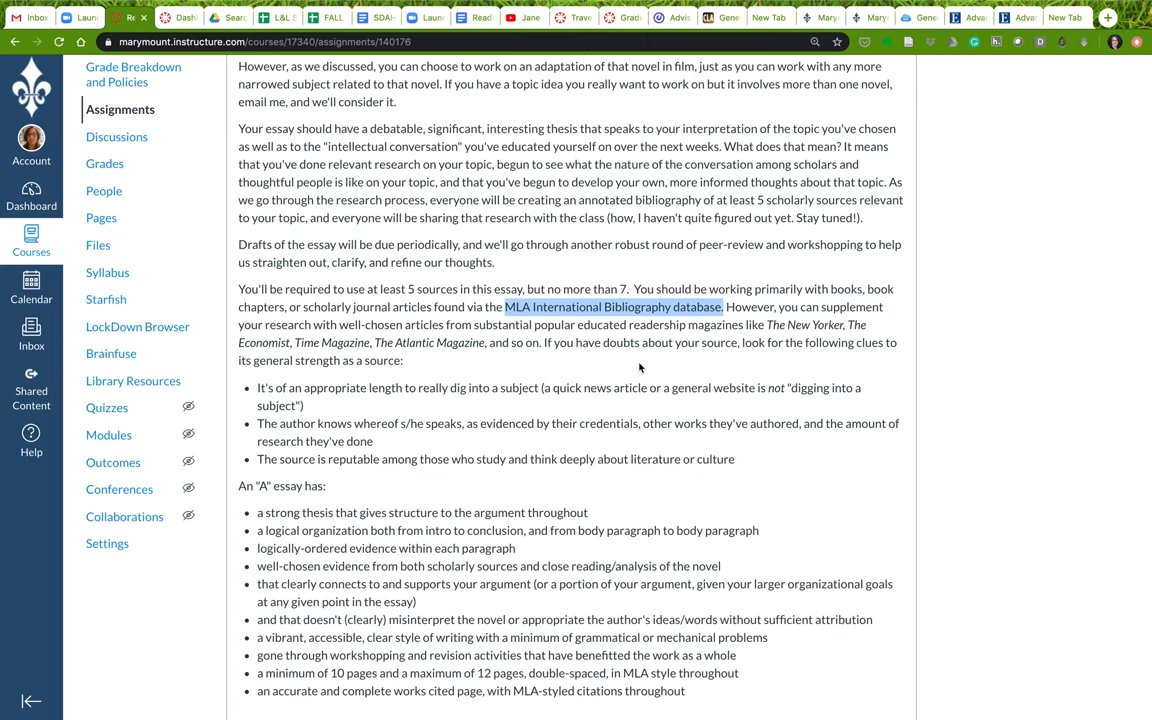 Inbox
Laun
Re
Dash
Searc
L&L S
FALL
SDAH
Laun
Read
Jane
Trave
Grad
Advis
Gene
New Tab
Mary
Mary
Gene
Adva
Adva
New Tab
marymount.instructure.com/courses/17340/assignments/140176
Account
Dashboard
Courses
Calendar
Inbox
Shared
Content
Help
Grade Breakdown
and Policies
Assignments
Discussions
Grades
People
Pages
Files
Syllabus
Starfish
LockDown Browser
Brainfuse
Library Resources
Quizzes
Modules
Outcomes
Conferences
Collaborations
Settings
However, as we discussed, you can choose to work on an adaptation of that novel in film, just as you can work with any more
narrowed subject related to that novel. If you have a topic idea you really want to work on but it involves more than one novel,
email me, and we'll consider it.
Your essay should have a debatable, significant, interesting thesis that speaks to your interpretation of the topic you've chosen
as well as to the "intellectual conversation" you've educated yourself on over the next weeks. What does that mean? It means
that you've done relevant research on your topic, begun to see what the nature of the conversation among scholars and
thoughtful people is like on your topic, and that you've begun to develop your own, more informed thoughts about that topic. As
we go through the research process, everyone will be creating an annotated bibliography of at least 5 scholarly sources relevant
to your topic, and everyone will be sharing that research with the class (how, I haven't quite figured out yet. Stay tuned!).
Drafts of the essay will be due periodically, and we'll go through another robust round of peer-review and workshopping to help
us straighten out, clarify, and refine our thoughts.
You'll be required to use at least 5 sources in this essay, but no more than 7. You should be working primarily with books, book
chapters, or scholarly journal articles found via the MLA International Bibliography database. However, you can supplement
your research with well-chosen articles from substantial popular educated readership magazines like The New Yorker, The
Economist, Time Magazine, The Atlantic Magazine, and so on. If you have doubts about your source, look for the following clues to
its general strength as a source:
It's of an appropriate length to really dig into a subject (a quick news article or a general website is not "digging into a
subject")
The author knows whereof s/he speaks, as evidenced by their credentials, other works they've authored, and the amount of
research they've done
The source is reputable among those who study and think deeply about literature or culture
An "A" essay has:
a strong thesis that gives structure to the argument throughout
a logical organization both from intro to conclusion, and from body paragraph to body paragraph
logically-ordered evidence within each paragraph
well-chosen evidence from both scholarly sources and close reading/analysis of the novel
that clearly connects to and supports your argument (or a portion of your argument, given your larger organizational goals
at any given point in the essay)
and that doesn't (clearly) misinterpret the novel or appropriate the author's ideas/words without sufficient attribution
a vibrant, accessible, clear style of writing with a minimum of grammatical or mechanical problems
gone through workshopping and revision activities that have benefitted the work as a whole
a minimum of 10 pages and a maximum of 12 pages, double-spaced, in MLA style throughout
an accurate and complete works cited page, with MLA-styled citations throughout